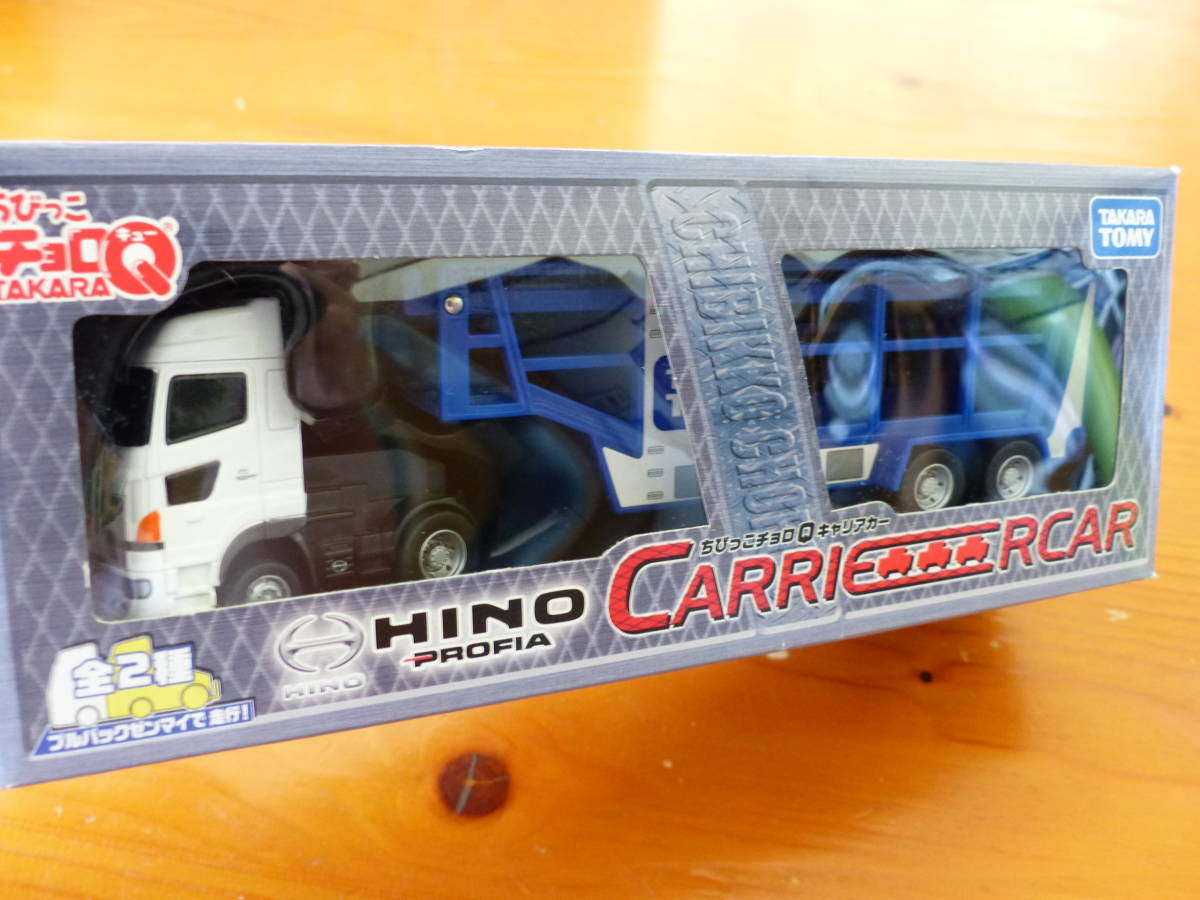 ちびっこ
チョロQ
キュー
TAKARA
TAKARA
TOMY
CHIBIKKO CHO
ちびっこチョロQキャリアカー
CARRIERCAR
HINO
PROFIA
HINO
全2種
プルバックゼンマイで走行!